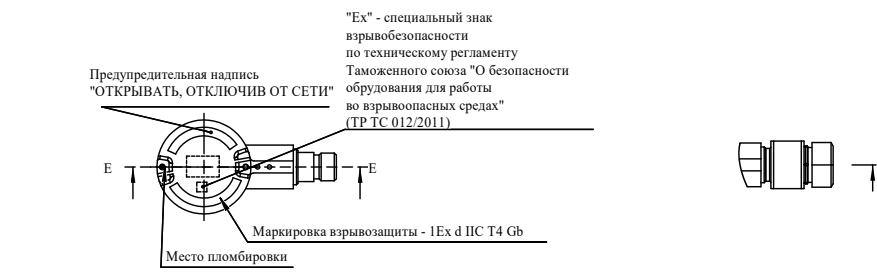 "Ех" - специальный знак
взрывобезопасности
по техническому регламенту
Таможенного союза "О безопасности
обрудования для работы
во взрывоопасных средах"
(ТР ТС 012/2011)
Предупредительная надпись
"ОТКРЫВАТЬ, ОТКЛЮЧИВ ОТ СЕТИ"
Е
Е
Маркировка взрывозащиты - 1Ex d IIC T4 Gb
Место пломбировки